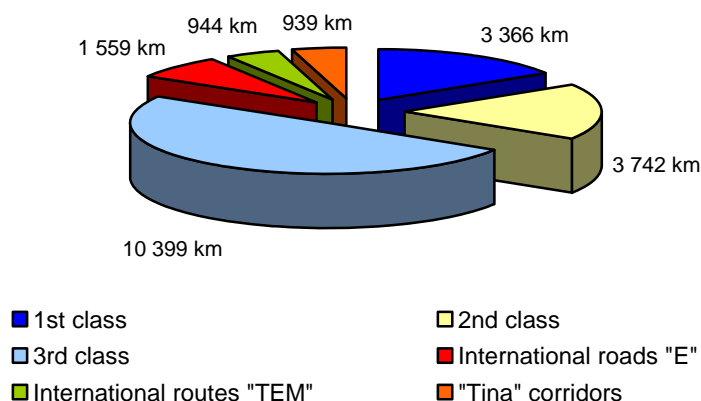 944 km
939 km
1 559 km
3 366 km
3 742 km
10 399 km
1st class
2nd class
3rd class
International roads "E"
International routes "TEM"
"Tina" corridors